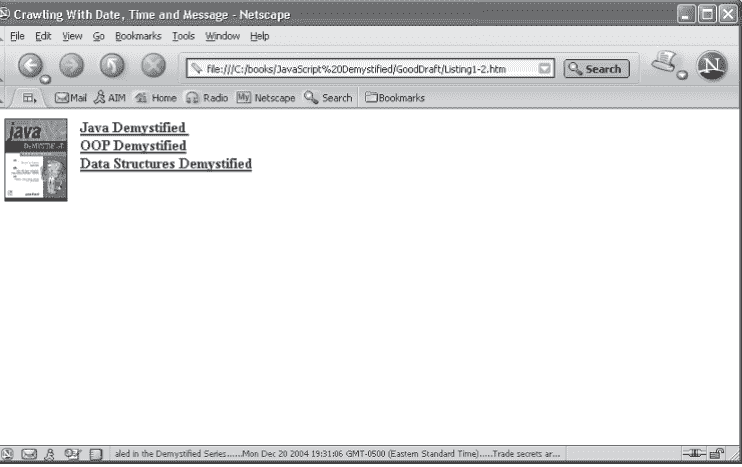 Crawling With Date, Time and Message - Netscape
File Edit View Go Bookmarks Tools Window Help
file:///C:/books/JavaScript%20Demystified/GoodDraft/Listing1-2.htm Search N
Mail AIM Home Radio My Netscape Search Bookmarks
java
DeMYSTiFieD
Java Demystified
OOP Demystified
Data Structures Demystified
aled in the Demystified Series......Mon Dec 20 2004 19:31:06 GMT-0500 (Eastern Standard Time).....Trade secrets ar...